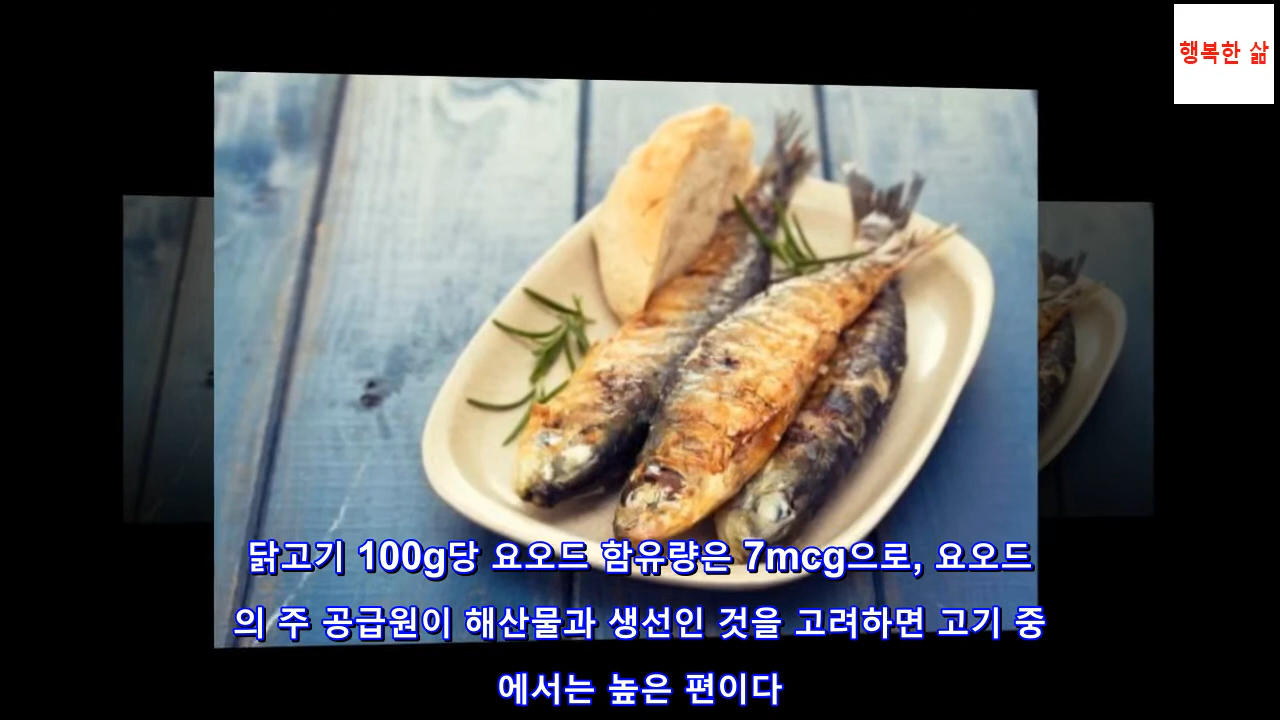 행복한 삶
닭고기 100g당 요오드 함유량은 7mcg으로, 요오드
의 주 공급원이 해산물과 생선인 것을 고려하면 고기 중
에서는 높은 편이다